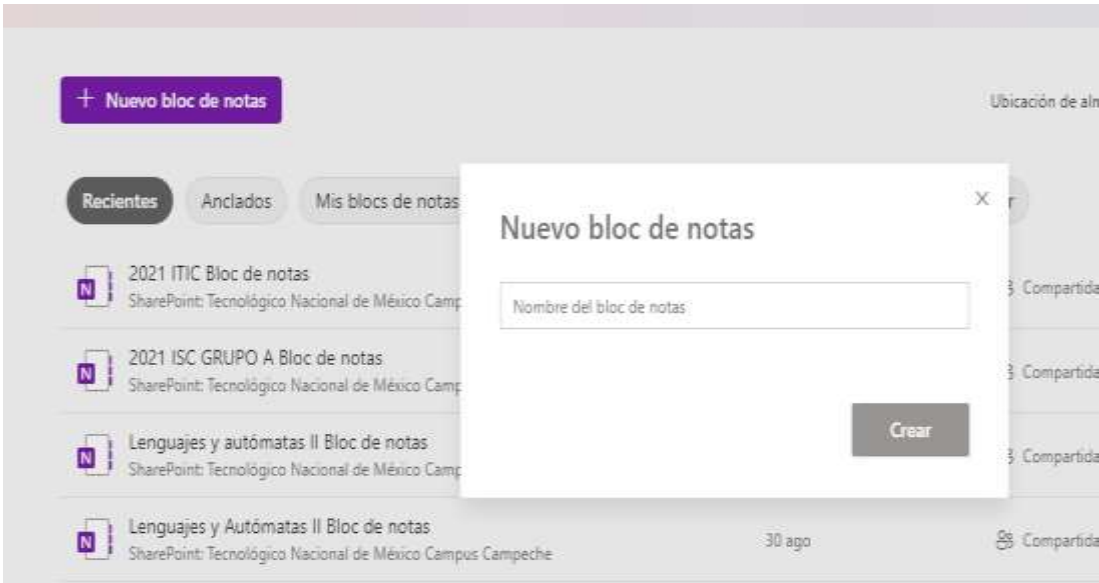 + Nuevo bloc de notas
Ubicación de alm
Recientes Anclados Mis blocs de notas r
Nuevo bloc de notas
X
2021 ITIC Bloc de notas
SharePoint: Tecnológico Nacional de México Camp
Compartida
Nombre del bloc de notas
2021 ISC GRUPO A Bloc de notas
SharePoint: Tecnológico Nacional de México Camp
Compartida
Crear
Lenguajes y autómatas II Bloc de notas
SharePoint: Tecnológico Nacional de México Camp
Compartida
Lenguajes y Autómatas II Bloc de notas
SharePoint: Tecnológico Nacional de México Campus Campeche
30 ago
Compartida